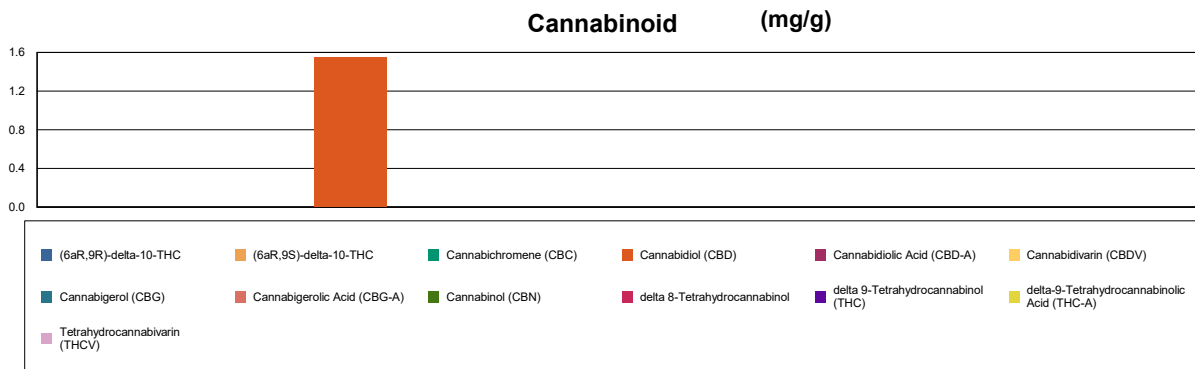 Cannabinoid (mg/g)
1.6
1.2
0.8
0.4
0.0
(6aR,9R)-delta-10-THC (6aR,9S)-delta-10-THC Cannabichromene (CBC) Cannabidiol (CBD) Cannabidiolic Acid (CBD-A) Cannabidivarin (CBDV)
Cannabigerol (CBG) Cannabigerolic Acid (CBG-A) Cannabinol (CBN) delta 8-Tetrahydrocannabinol
delta 9-Tetrahydrocannabinol
(THC)
delta-9-Tetrahydrocannabinolic
Acid (THC-A)
Tetrahydrocannabivarin
(THCV)